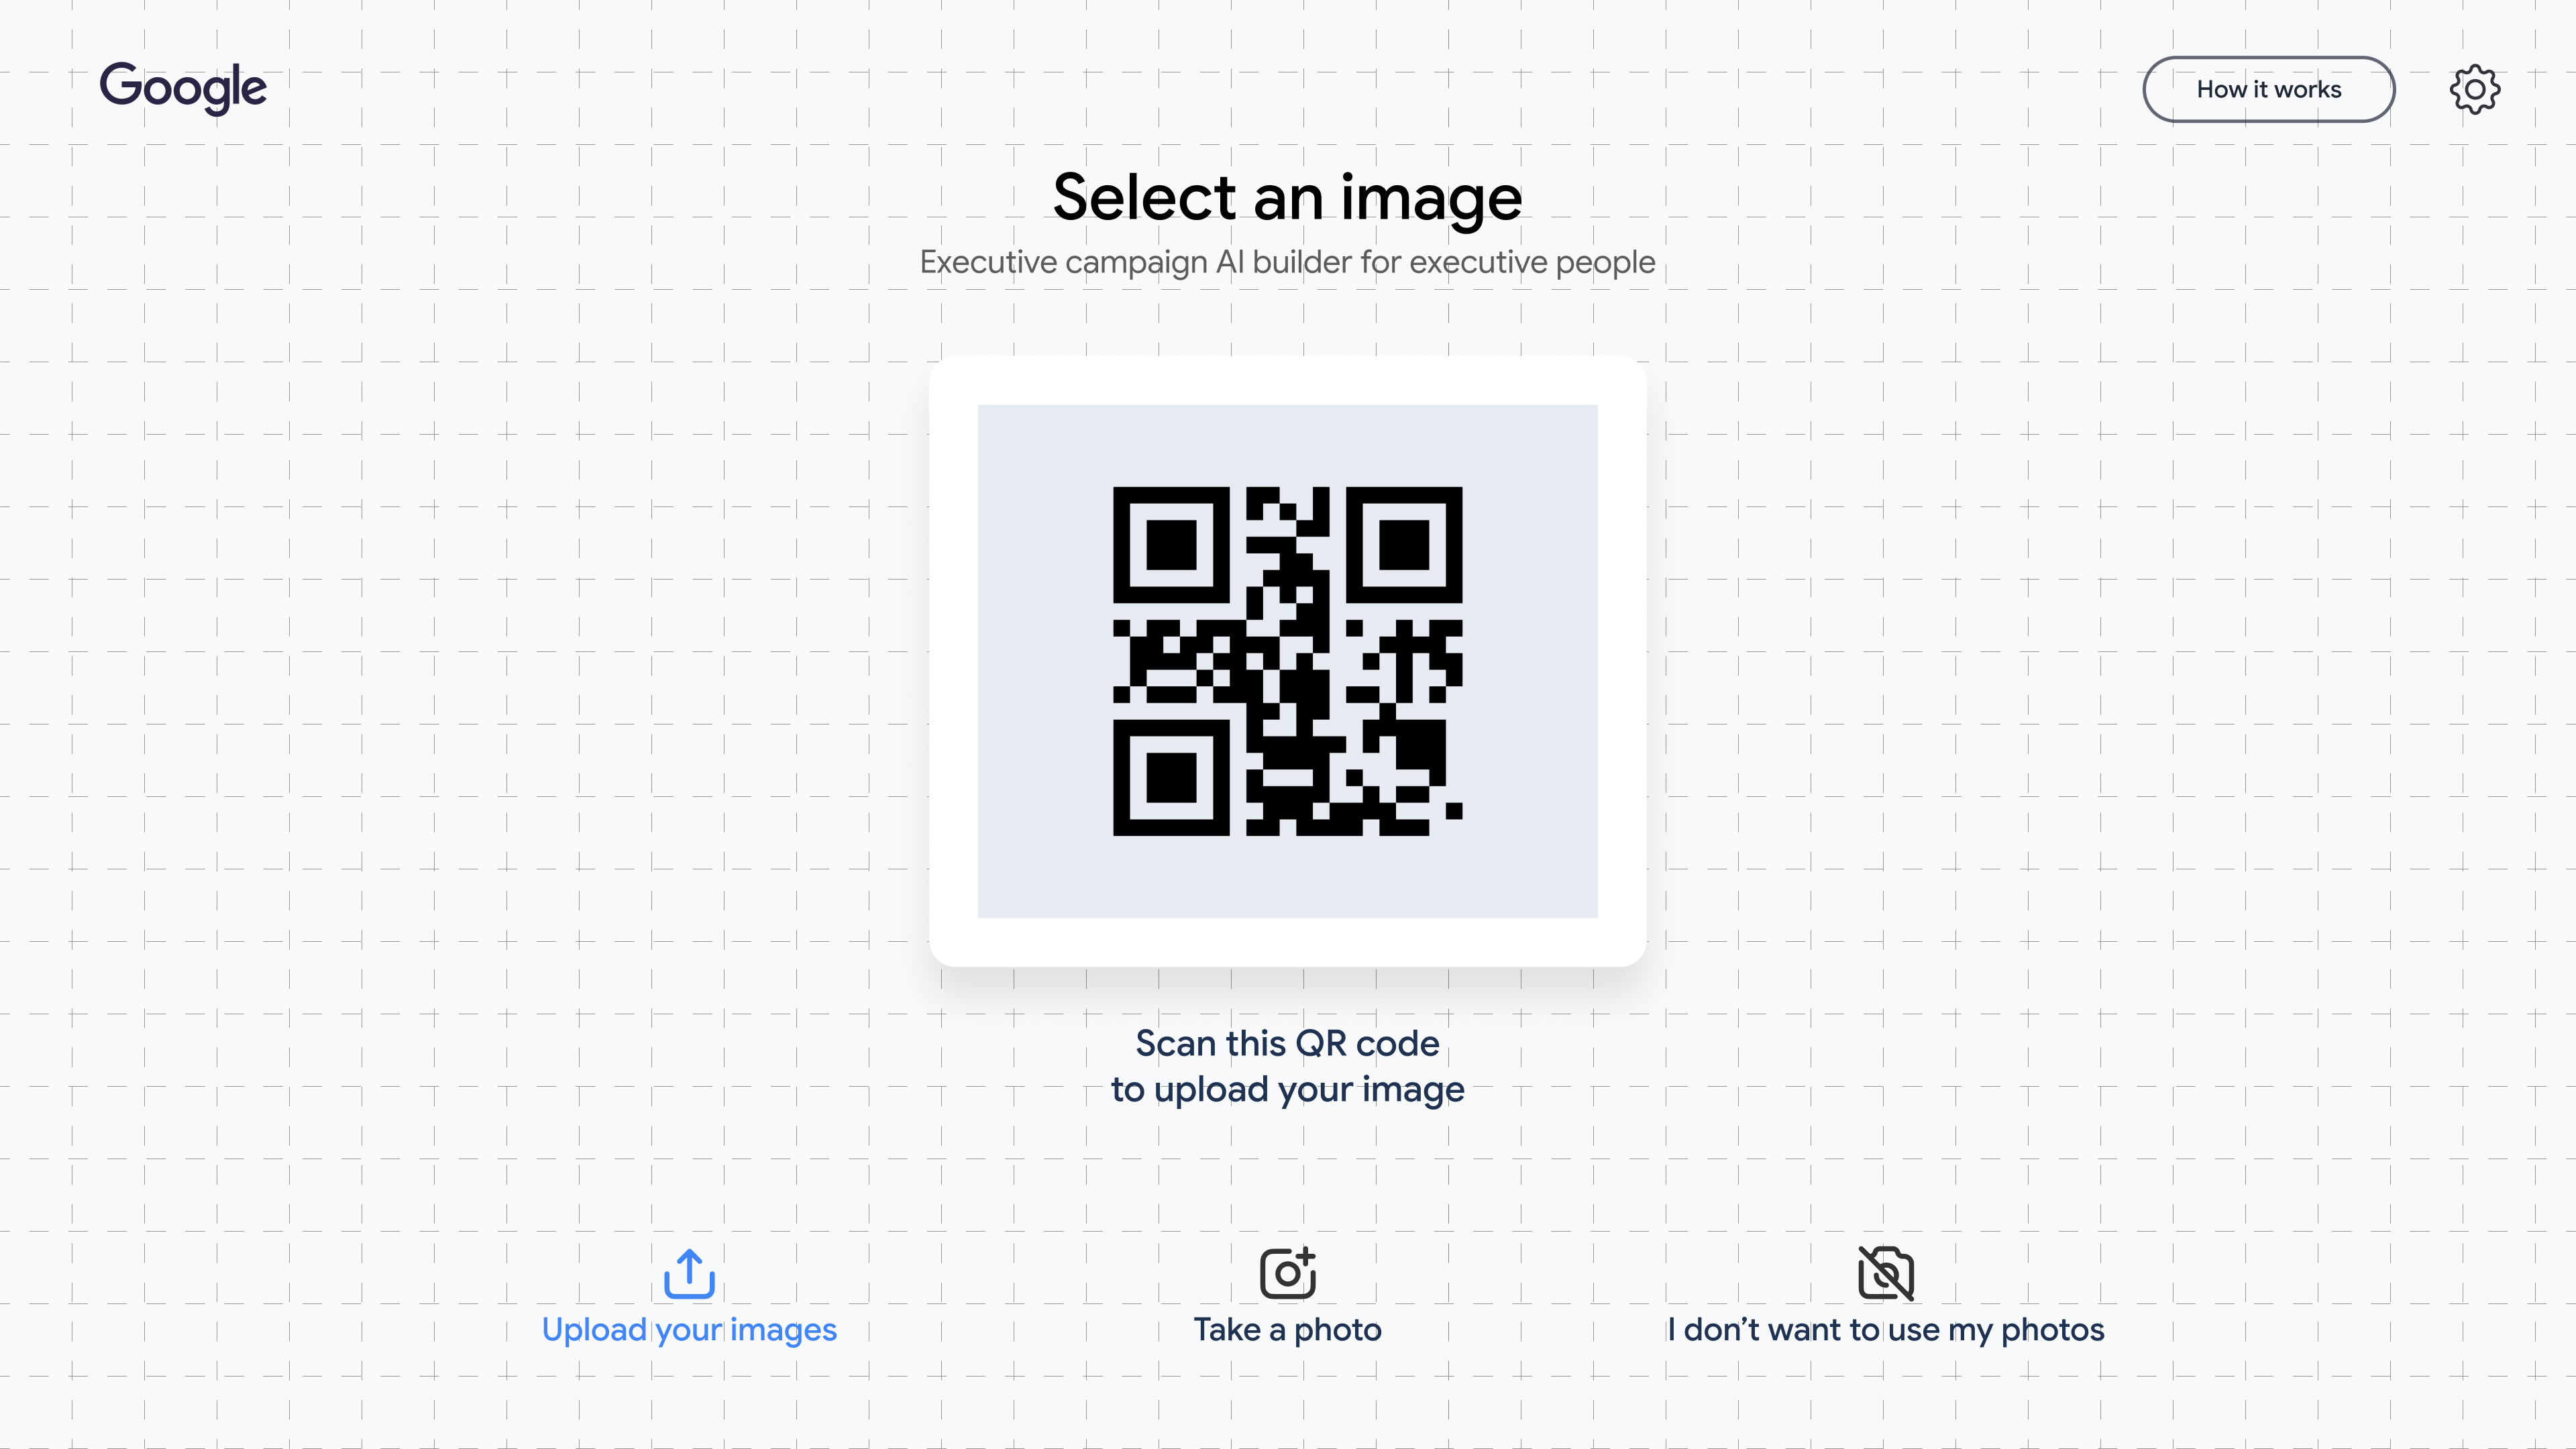 Google
How it works
Select an image
Executive campaign AI builder for executive people
Scan this QR code
to upload your image
Upload your images
Take a photo
I don’t want to use my photos